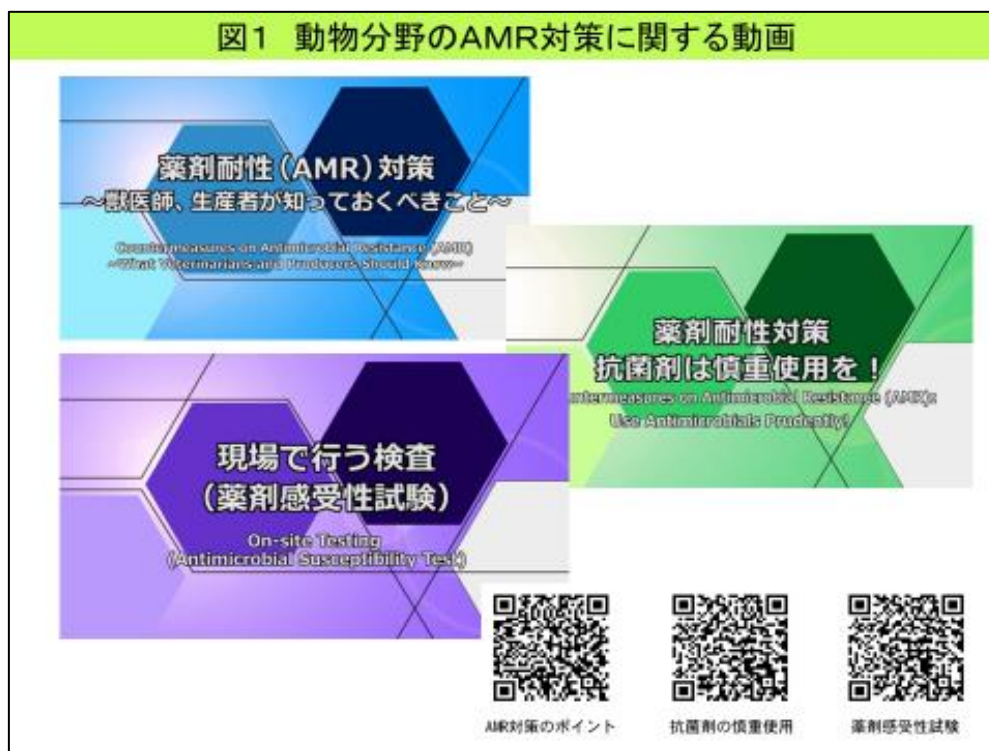 図1 動物分野のAMR対策に関する動画
薬剤耐性（AMR）対策
～獣医師、生産者が知っておくべきこと～
Countermeasures on Antimicrobial Resistance (AMR)
~What Veterinarians and Producers Should Know~
薬剤耐性対策
抗菌剤は慎重使用を！
ntermeasures on Antimicrobial Resistance (AMR):
Use Antimicrobials Prudently!
現場で行う検査
（薬剤感受性試験）
On-site Testing
(Antimicrobial Susceptibility Test)
AMR対策のポイント
抗菌剤の慎重使用
薬剤感受性試験